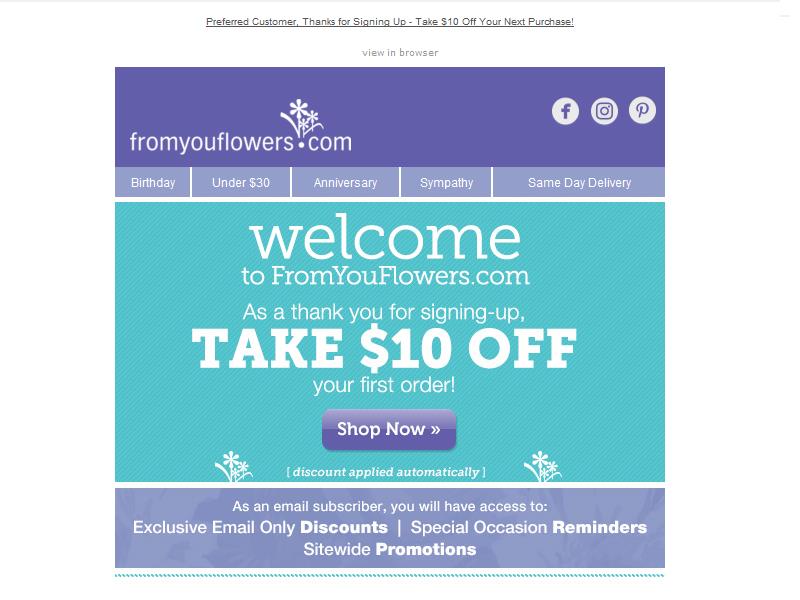 Preferred Customer, Thanks for Signing Up - Take $10 Off Your Next Purchase!
view in browser
fromyouflowers.com
Birthday Under $30 Anniversary Sympathy Same Day Delivery
welcome
to FromYouFlowers.com
As a thank you for signing-up,
TAKE $10 OFF
your first order!
Shop Now »
[ discount applied automatically ]
As an email subscriber, you will have access to:
Exclusive Email Only Discounts | Special Occasion Reminders
Sitewide Promotions